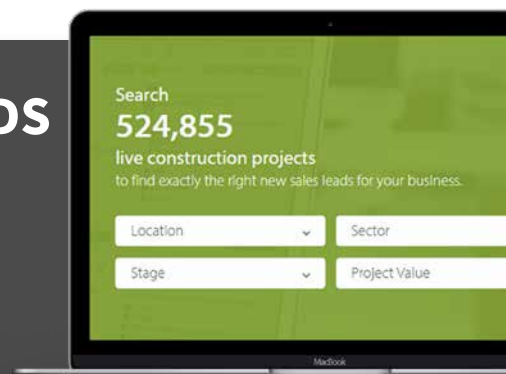 DS
Search
524,855
live construction projects
to find exactly the right new sales leads for your business.
Location
Sector
Stage
Project Value
MacBook